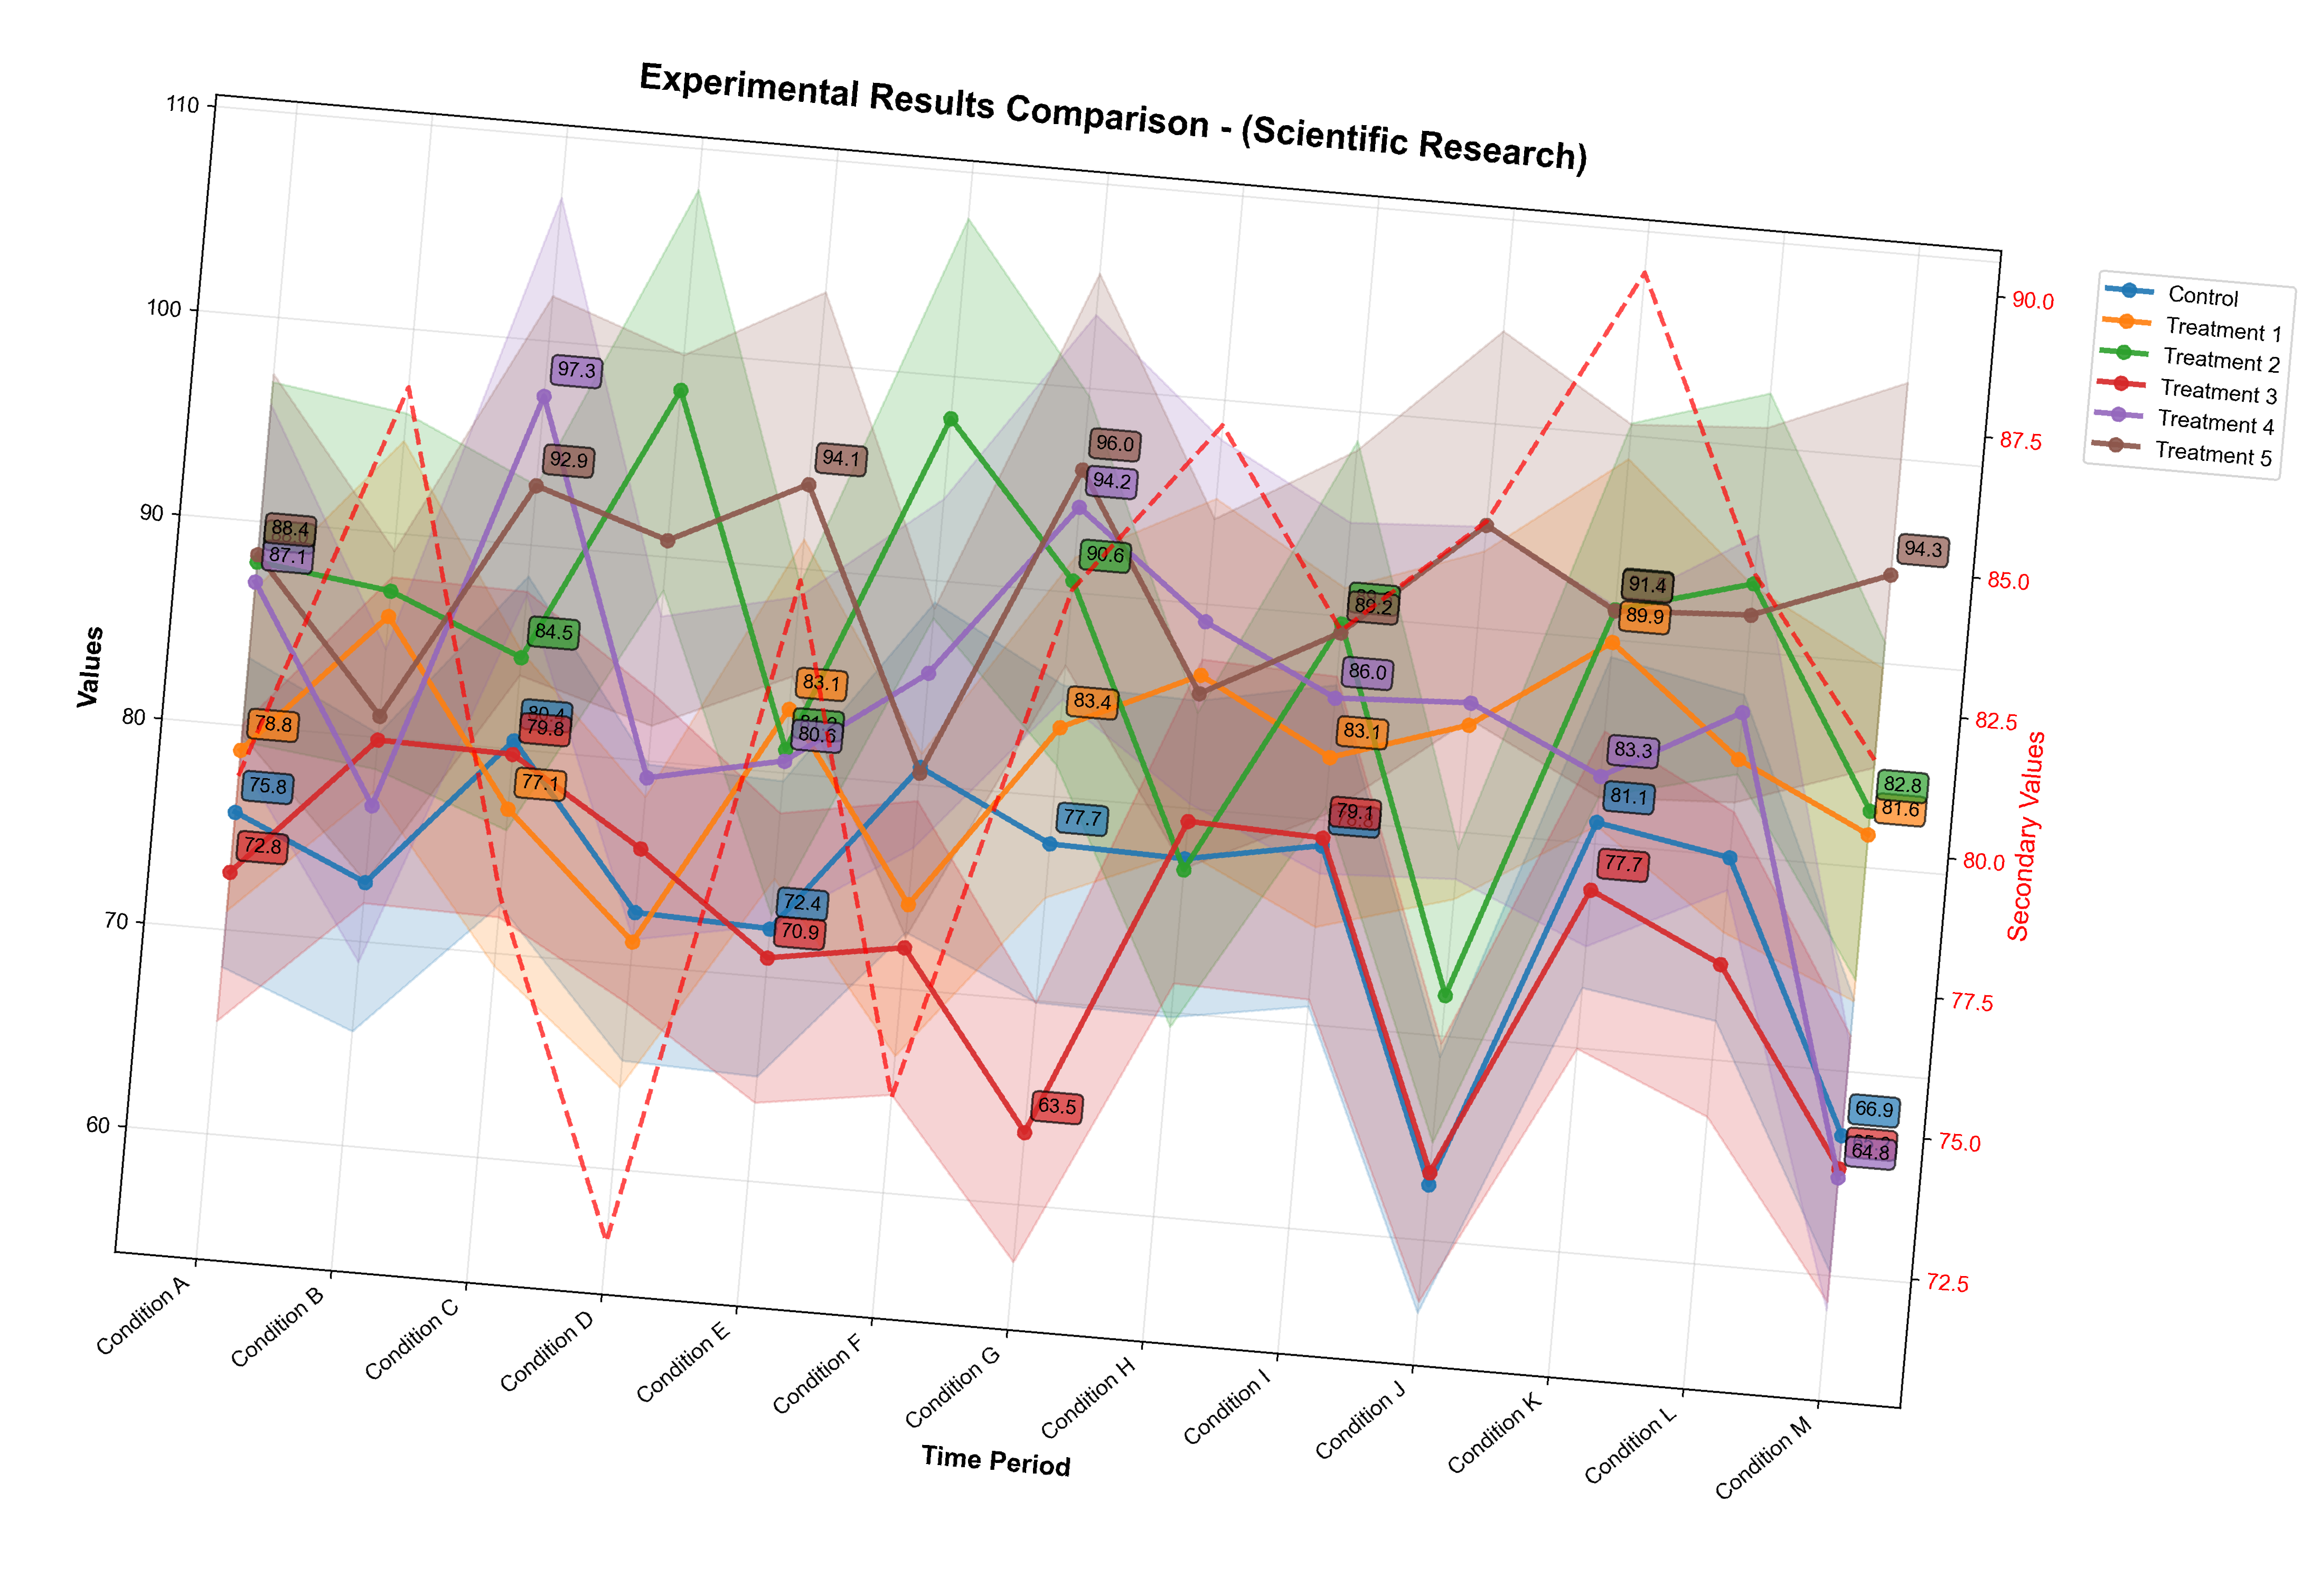 Experimental Results Comparison - (Scientific Research)
110
100
90
80
70
60
Values
90.0
87.5
85.0
82.5
80.0
77.5
75.0
72.5
Secondary Values
Control
Treatment 1
Treatment 2
Treatment 3
Treatment 4
Treatment 5
88.4
87.1
78.8
75.8
72.8
97.3
92.9
84.5
79.8
77.1
94.1
83.1
80.6
72.4
70.9
96.0
94.2
90.6
83.4
77.7
63.5
89.2
86.0
83.1
79.1
91.4
89.9
83.3
81.1
77.7
94.3
82.8
81.6
66.9
64.8
Condition A
Condition B
Condition C
Condition D
Condition E
Condition F
Condition G
Condition H
Condition I
Condition J
Condition K
Condition L
Condition M
Time Period